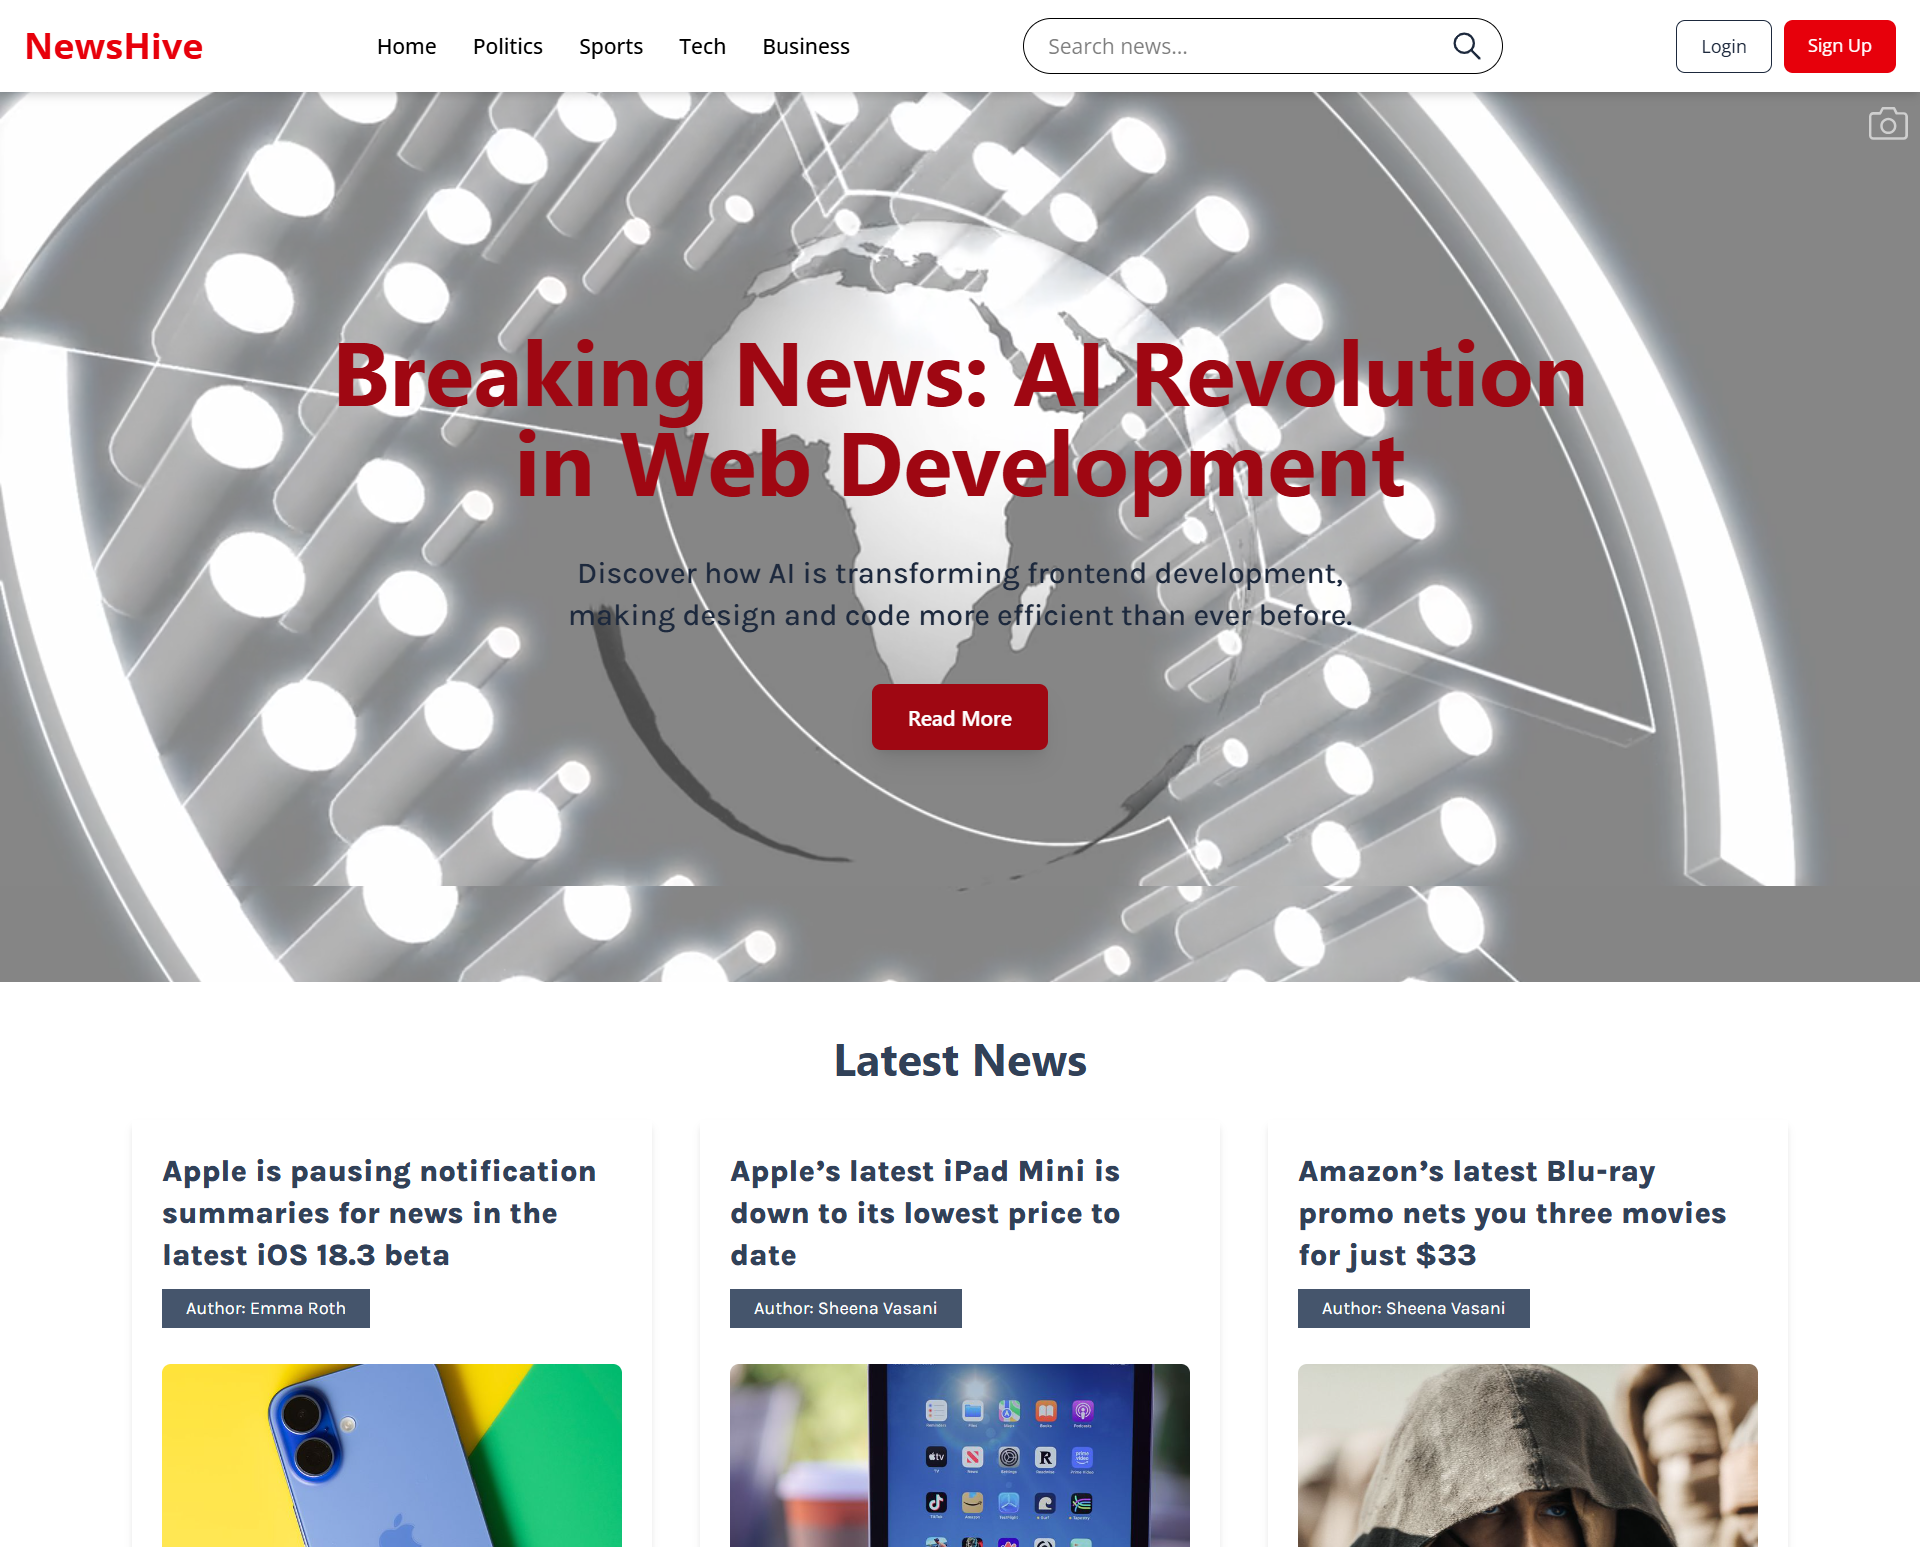 NewsHive
Home Politics Sports Tech Business
Search news...
Login
Sign Up
Breaking News: AI Revolution
in Web Development
Discover how AI is transforming frontend development,
making design and code more efficient than ever before.
Read More
Latest News
Apple is pausing notification
summaries for news in the
latest iOS 18.3 beta
Author: Emma Roth
Apple’s latest iPad Mini is
down to its lowest price to
date
Author: Sheena Vasani
Amazon’s latest Blu-ray
promo nets you three movies
for just $33
Author: Sheena Vasani